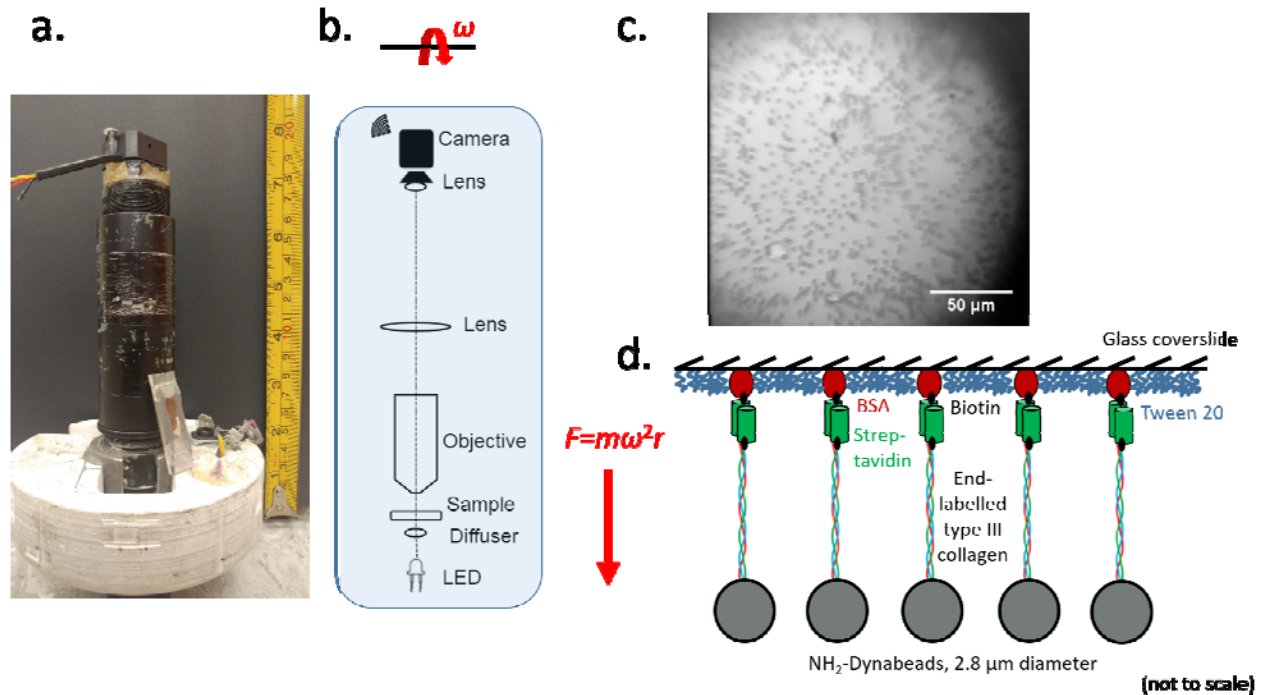 a.
b.
ω
Camera
Lens
Lens
Objective
Sample
Diffuser
LED
F=mω²r
c.
50 μm
d.
Glass coverslide
BSA
Biotin
Tween 20
Strep-
tavidin
End-
labelled
type III
collagen
NH₂-Dynabeads, 2.8 μm diameter
(not to scale)